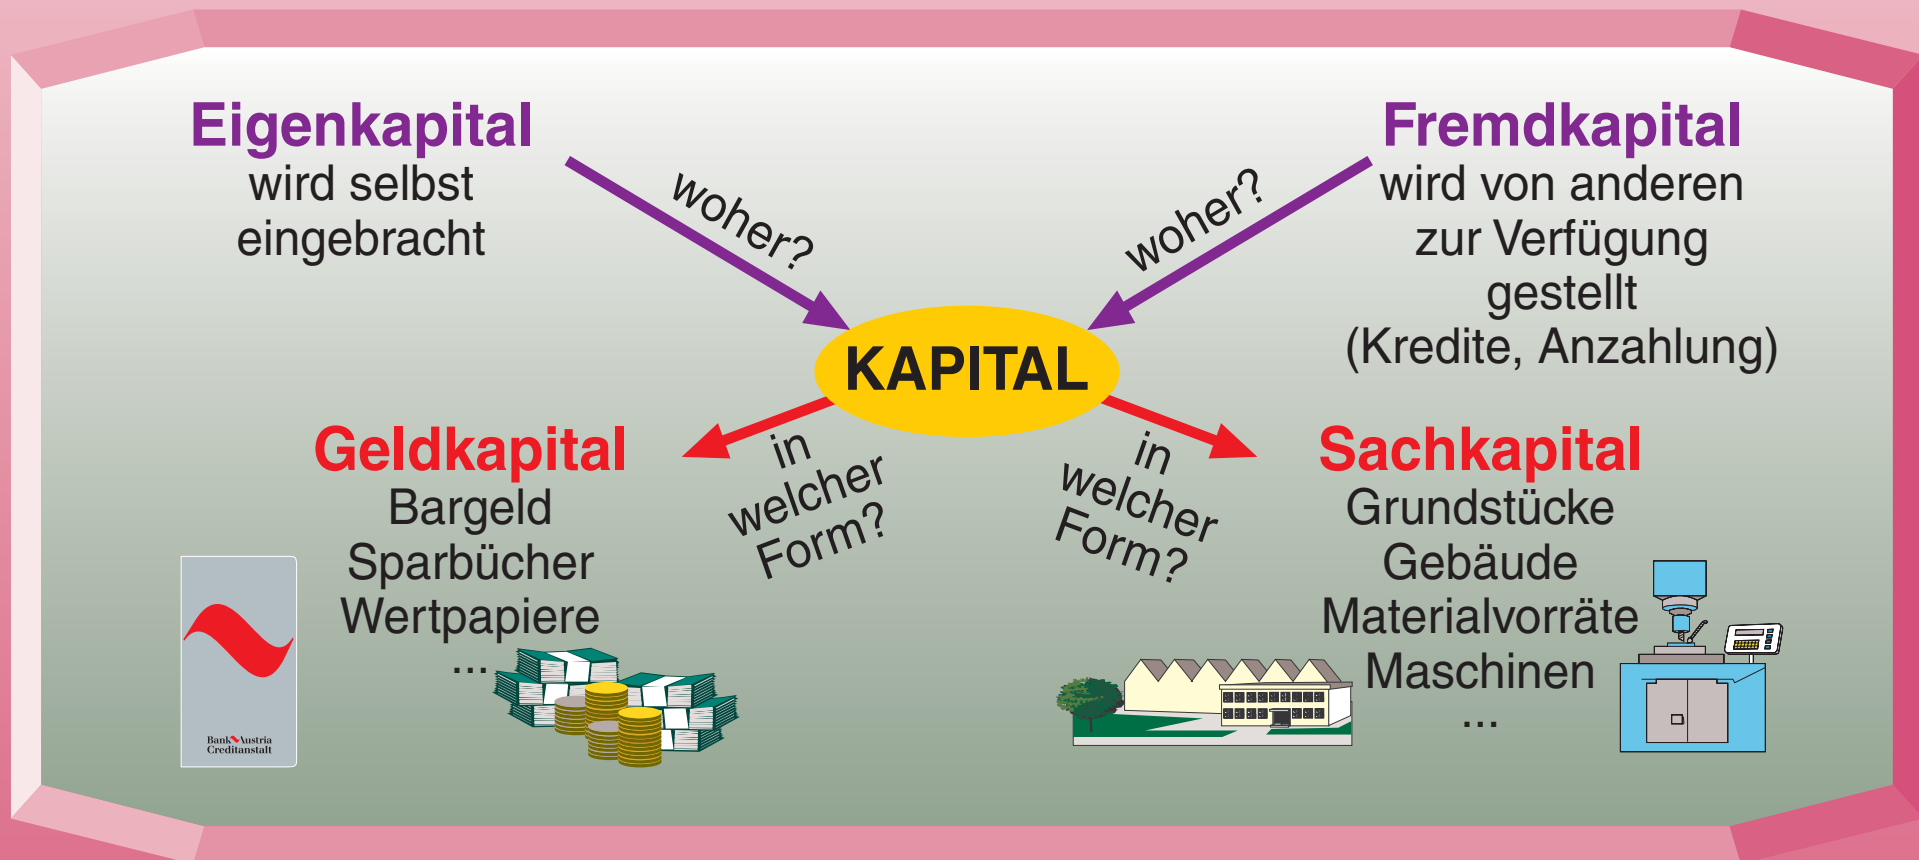 Eigenkapital
wird selbst
eingebracht
woher?
woher?
Fremdkapital
wird von anderen
zur Verfügung
gestellt
(Kredite, Anzahlung)
KAPITAL
Geldkapital
Bargeld
Sparbücher
Wertpapiere
...
in
welcher
Form?
in
welcher
Form?
Sachkapital
Grundstücke
Gebäude
Materialvorräte
Maschinen
...
Bank Austria
Creditanstalt